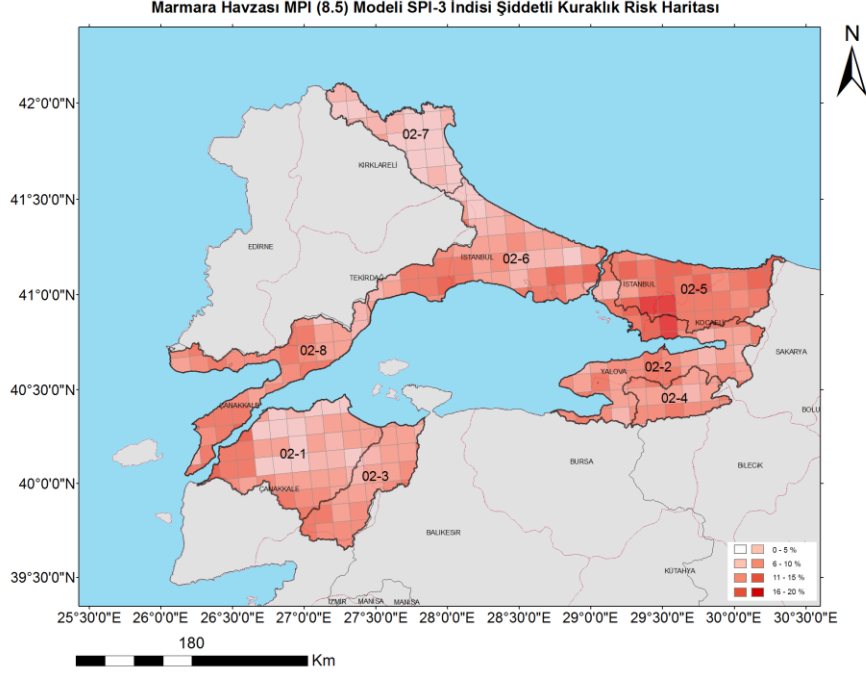 Marmara Havzası MPI (8.5) Modeli SPI-3 İndisi Şiddetli Kuraklık Risk Haritası
N
42°0'0"N
02-7
KIRKLARELİ
41°30'0"N
EDİRNE
İSTANBUL
02-6
TEKİRDAĞ
İSTANBUL
02-5
41°0'0"N
KOCAELİ
SAKARYA
02-8
YALOVA
02-2
40°30'0"N
02-4
ÇANAKKALE
BOLU
02-1
02-3
BURSA
BİLECİK
40°0'0"N
ÇANAKKALE
BALIKESİR
0 - 5 %
6 - 10 %
11 - 15 %
16 - 20 %
KÜTAHYA
39°30'0"N
İZMİR
MANİSA
MANİSA
25°30'0"E 26°0'0"E 26°30'0"E 27°0'0"E 27°30'0"E 28°0'0"E 28°30'0"E 29°0'0"E 29°30'0"E 30°0'0"E 30°30'0"E
180
Km